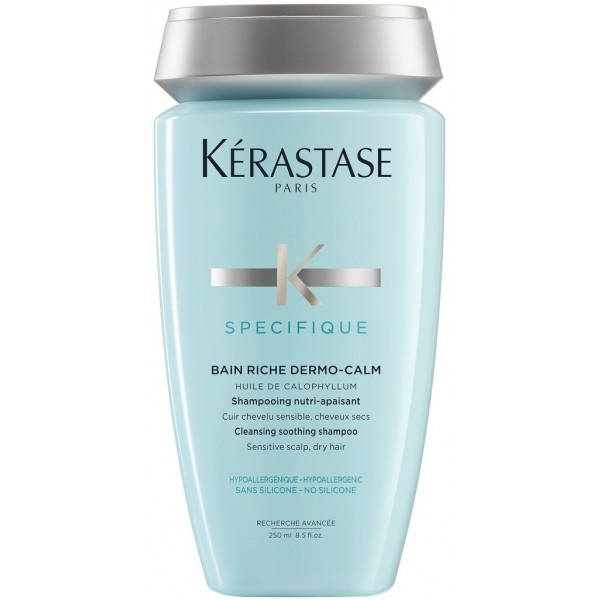 KÉRASTASE
PARIS
K
SPECIFIQUE
BAIN RICHE DERMO-CALM
HUILE DE CALOPHYLLUM
Shampooing nutri-apaisant
Cuir chevelu sensible, cheveux secs
Cleansing soothing shampoo
Sensitive scalp, dry hair
HYPOALLERGÉNIQUE - HYPOALLERGENIC
SANS SILICONE - NO SILICONE
RECHERCHE AVANCÉE
250 ml 8.5 fl.oz.